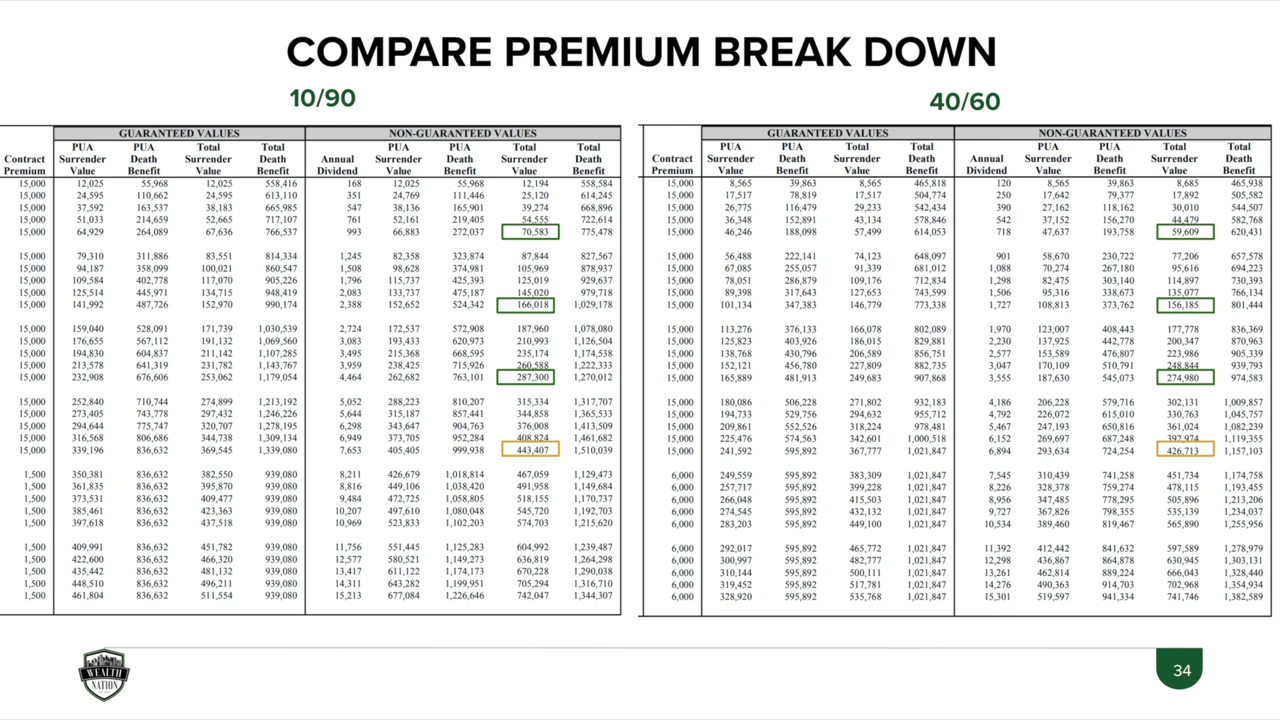 COMPARE PREMIUM BREAK DOWN
10/90
40/60
GUARANTEED VALUES NON-GUARANTEED VALUES
PUA PUA Total PUA PUA Total Total
Surrender Death Surrender Total Death Annual Surrender Death Surrender Death
Contract Premium Value Benefit Value Benefit Dividend Value Benefit Value Benefit
15,000 12,025 55,968 12,025 558,416 168 12,025 55,968 12,194 558,584
15,000 24,595 110,662 24,595 613,110 351 24,769 111,446 25,120 614,245
15,000 37,592 163,537 38,183 665,985 547 38,136 165,901 39,274 668,896
15,000 51,033 214,659 52,665 717,107 761 52,161 219,405 54,555 722,614
15,000 64,929 264,089 67,636 766,537 993 66,883 272,037 70,583 775,478
15,000 79,310 311,886 83,551 814,334 1,245 82,358 323,874 87,844 827,567
15,000 94,187 358,099 100,021 860,547 1,508 98,628 374,981 105,969 878,937
15,000 109,584 402,778 117,070 905,226 1,796 115,737 425,393 125,019 929,637
15,000 125,514 445,971 134,715 948,419 2,083 133,737 475,187 145,020 979,718
15,000 141,992 487,726 152,970 990,174 2,388 152,652 524,342 166,018 1,029,178
15,000 159,040 528,091 171,739 1,030,539 2,724 172,537 572,908 187,960 1,078,080
15,000 176,655 567,112 191,132 1,069,560 3,083 193,433 620,973 210,993 1,126,504
15,000 194,830 604,837 211,142 1,107,285 3,495 215,368 668,595 235,174 1,174,538
15,000 213,578 641,319 231,782 1,143,767 3,959 238,425 715,926 260,588 1,222,333
15,000 232,908 676,606 253,062 1,179,054 4,464 262,682 763,101 287,300 1,270,012
15,000 252,840 710,744 274,899 1,213,192 5,052 288,223 810,207 315,334 1,317,707
15,000 273,405 743,778 297,432 1,246,226 5,644 315,187 857,441 344,858 1,365,533
15,000 294,644 775,747 320,707 1,278,195 6,298 343,647 904,763 376,008 1,413,509
15,000 316,568 806,686 344,738 1,309,134 6,949 373,705 952,284 408,824 1,461,682
15,000 339,196 836,632 369,545 1,339,080 7,653 405,405 999,938 443,407 1,510,039
1,500 350,381 836,632 382,550 939,080 8,211 426,679 1,018,814 467,059 1,129,473
1,500 361,835 836,632 395,870 939,080 8,816 449,106 1,038,420 491,958 1,149,684
1,500 373,531 836,632 409,477 939,080 9,484 472,725 1,058,805 518,155 1,170,737
1,500 385,461 836,632 423,363 939,080 10,207 497,610 1,080,048 545,720 1,192,703
1,500 397,618 836,632 437,518 939,080 10,969 523,833 1,102,203 574,703 1,215,620
1,500 409,991 836,632 451,782 939,080 11,756 551,445 1,125,283 604,992 1,239,487
1,500 422,600 836,632 466,320 939,080 12,577 580,521 1,149,273 636,819 1,264,298
1,500 435,442 836,632 481,132 939,080 13,417 611,122 1,174,173 670,228 1,290,038
1,500 448,510 836,632 496,211 939,080 14,311 643,282 1,199,951 705,294 1,316,710
1,500 461,804 836,632 511,554 939,080 15,213 677,084 1,226,646 742,047 1,344,307
GUARANTEED VALUES NON-GUARANTEED VALUES
PUA PUA Total Total PUA PUA Total Total
Contract Surrender Death Surrender Death Annual Surrender Death Surrender Death
Premium Value Benefit Value Benefit Dividend Value Benefit Value Benefit
15,000 8,565 39,863 8,565 465,818 120 8,565 39,863 8,685 465,938
15,000 17,517 78,819 17,517 504,774 250 17,642 79,377 17,892 505,582
15,000 26,775 116,479 29,233 542,434 390 27,162 118,162 30,010 544,507
15,000 36,348 152,891 43,134 578,846 542 37,152 156,270 44,479 582,768
15,000 46,246 188,098 57,499 614,053 718 47,637 193,758 59,609 620,431
15,000 56,488 222,141 74,123 648,097 901 58,670 230,722 77,206 657,578
15,000 67,085 255,057 91,339 681,012 1,088 70,274 267,180 95,616 694,223
15,000 78,051 286,879 109,176 712,834 1,298 82,475 303,140 114,897 730,393
15,000 89,398 317,643 127,653 743,599 1,506 95,316 338,673 135,077 766,134
15,000 101,134 347,383 146,779 773,338 1,727 108,813 373,762 156,185 801,444
15,000 113,276 376,133 166,078 802,089 1,970 123,007 408,443 177,778 836,369
15,000 125,823 403,926 186,015 829,881 2,230 137,925 442,778 200,347 870,963
15,000 138,768 430,796 206,589 856,751 2,577 153,589 476,807 223,986 905,339
15,000 152,121 456,780 227,809 882,735 3,047 170,109 510,791 248,844 939,793
15,000 165,889 481,913 249,683 907,868 3,555 187,630 545,073 274,980 974,583
15,000 180,086 506,228 271,802 932,183 4,186 206,228 579,716 302,131 1,009,857
15,000 194,733 529,756 294,632 955,712 4,792 226,072 615,010 330,763 1,045,757
15,000 209,861 552,526 318,224 978,481 5,467 247,193 650,816 361,024 1,082,239
15,000 225,476 574,563 342,601 1,000,518 6,152 269,697 687,248 392,974 1,119,355
15,000 241,592 595,892 367,777 1,021,847 6,894 293,634 724,254 426,713 1,157,103
6,000 249,559 595,892 383,309 1,021,847 7,545 310,439 741,258 451,734 1,174,758
6,000 257,717 595,892 399,228 1,021,847 8,226 328,378 759,274 478,115 1,193,455
6,000 266,048 595,892 415,503 1,021,847 8,956 347,485 778,295 505,896 1,213,206
6,000 274,545 595,892 432,132 1,021,847 9,727 367,826 798,355 535,139 1,234,037
6,000 283,203 595,892 449,100 1,021,847 10,534 389,460 819,467 565,890 1,255,956
6,000 292,017 595,892 465,772 1,021,847 11,392 412,442 841,632 597,589 1,278,979
6,000 300,997 595,892 482,777 1,021,847 12,298 436,867 864,878 630,145 1,303,131
6,000 310,144 595,892 500,111 1,021,847 13,261 462,814 889,224 666,043 1,328,440
6,000 319,452 595,892 517,781 1,021,847 14,276 490,363 914,703 702,968 1,354,934
6,000 328,920 595,892 535,768 1,021,847 15,301 519,597 941,334 741,746 1,382,589
WEALTH
NATION
34